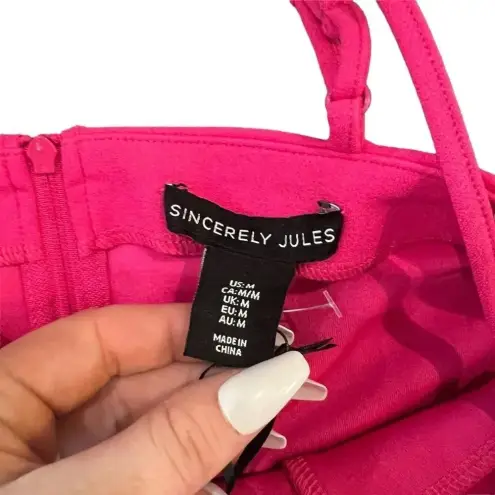 SINCERELY JULES
US: M
CA: M/M
UK: M
EU: M
AU: M
MADE IN
CHINA